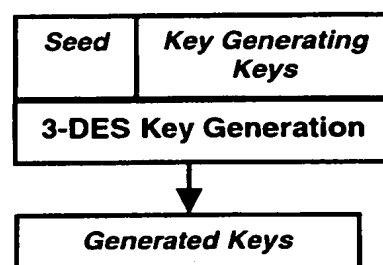 Seed
Key Generating
Keys
3-DES Key Generation
Generated Keys